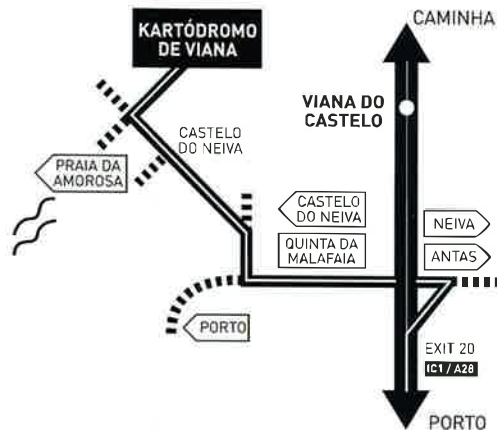 KARTÓDROMO
DE VIANA
CAMINHA
VIANA DO
CASTELO
CASTELO
DO NEIVA
PRAIA DA
AMOROSA
CASTELO
DO NEIVA
QUINTA DA
MALAFAIA
NEIVA
ANTAS
PORTO
EXIT 20
IC1 / A28
PORTO